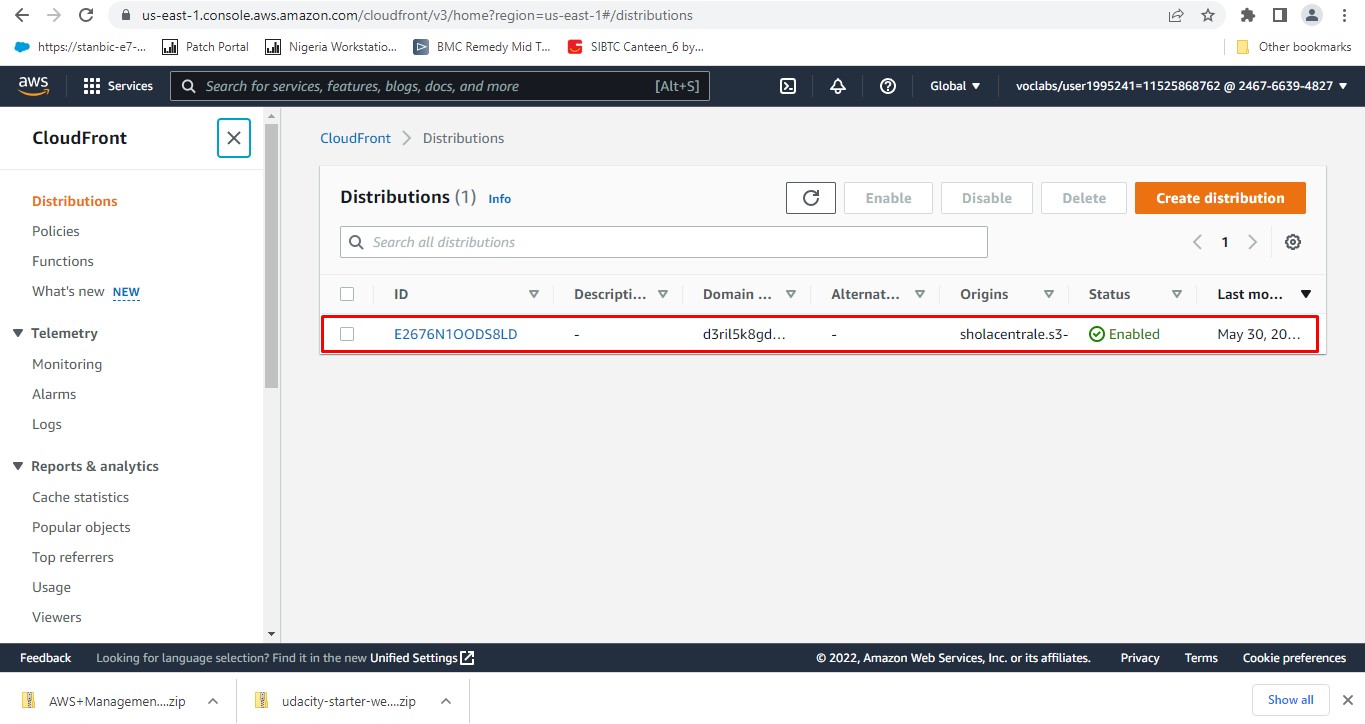 us-east-1.console.aws.amazon.com/cloudfront/v3/home?region=us-east-1#/distributions
https://stanbic-e7-... Patch Portal Nigeria Workstatio... BMC Remedy Mid T... SIBTC Canteen_6 by... Other bookmarks
aws Services Search for services, features, blogs, docs, and more [Alt+S] Global voclabs/user1995241=11525868762 @ 2467-6639-4827
CloudFront
Distributions
Policies
Functions
What's new NEW
Telemetry
Monitoring
Alarms
Logs
Reports & analytics
Cache statistics
Popular objects
Top referrers
Usage
Viewers
CloudFront Distributions
Distributions (1) Info Enable Disable Delete Create distribution
Search all distributions 1
ID Descripti... Domain ... Alternat... Origins Status Last mo...
E2676N1OODS8LD - d3ril5k8gd... - sholacentrale.s3- Enabled May 30, 20...
Feedback Looking for language selection? Find it in the new Unified Settings © 2022, Amazon Web Services, Inc. or its affiliates. Privacy Terms Cookie preferences
AWS+Managemen....zip udacity-starter-we....zip Show all